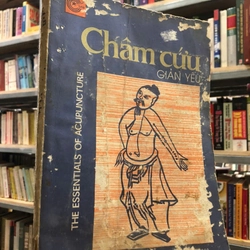 Châm cứu
GIẢN YẾU
THE ESSENTIALS OF ACUPUNCTURE